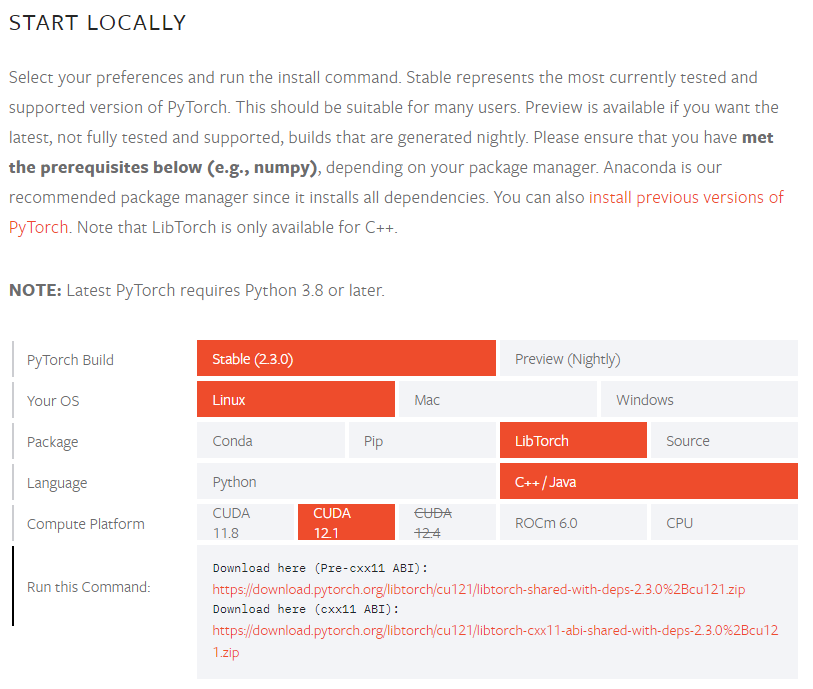 START LOCALLY
Select your preferences and run the install command. Stable represents the most currently tested and
supported version of PyTorch. This should be suitable for many users. Preview is available if you want the
latest, not fully tested and supported, builds that are generated nightly. Please ensure that you have met
the prerequisites below (e.g., numpy), depending on your package manager. Anaconda is our
recommended package manager since it installs all dependencies. You can also install previous versions of
PyTorch. Note that LibTorch is only available for C++.
NOTE: Latest PyTorch requires Python 3.8 or later.
PyTorch Build Stable (2.3.0) Preview (Nightly)
Your OS Linux Mac Windows
Package Conda Pip LibTorch Source
Language Python C++ / Java
Compute Platform CUDA 11.8 CUDA 12.1 CUDA 12.4 ROCm 6.0 CPU
Run this Command:
Download here (Pre-cxx11 ABI):
https://download.pytorch.org/libtorch/cu121/libtorch-shared-with-deps-2.3.0%2Bcu121.zip
Download here (cxx11 ABI):
https://download.pytorch.org/libtorch/cu121/libtorch-cxx11-abi-shared-with-deps-2.3.0%2Bcu12
1.zip